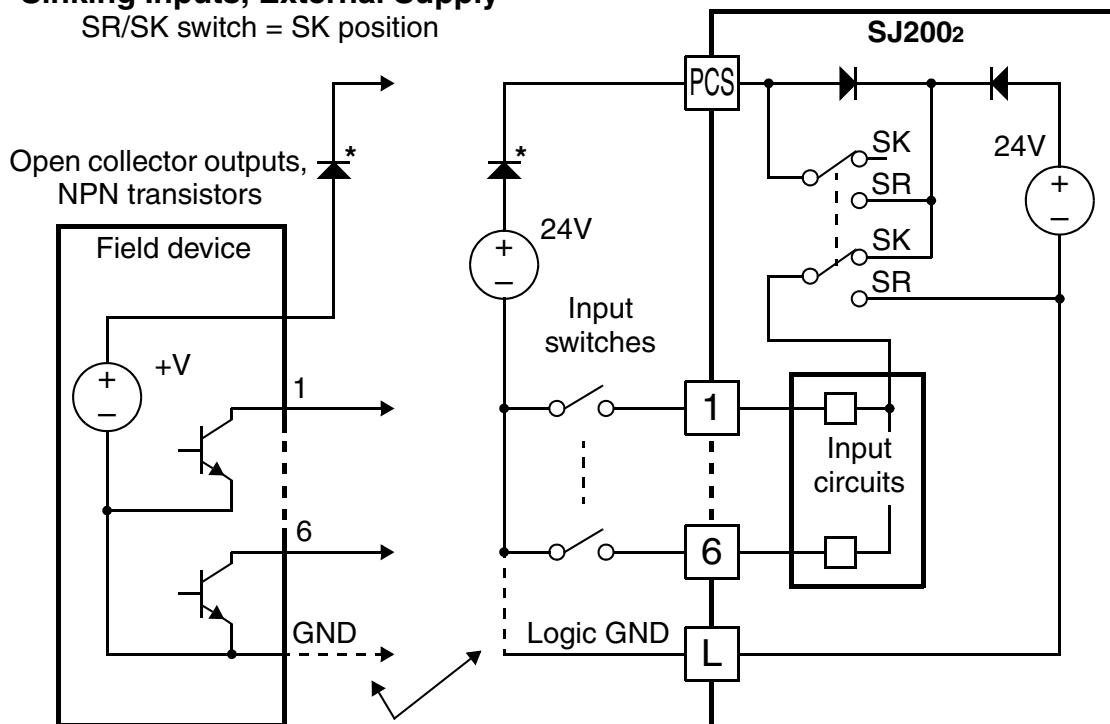 Sinking Inputs, External Supply
SR/SK switch = SK position
SJ2002
PCS
SK
SR
24V
+
–
SK
SR
*
*
Open collector outputs,
NPN transistors
24V
+
–
Field device
Input
switches
+V
+
–
1
1
Input
circuits
6
6
GND
Logic GND
L